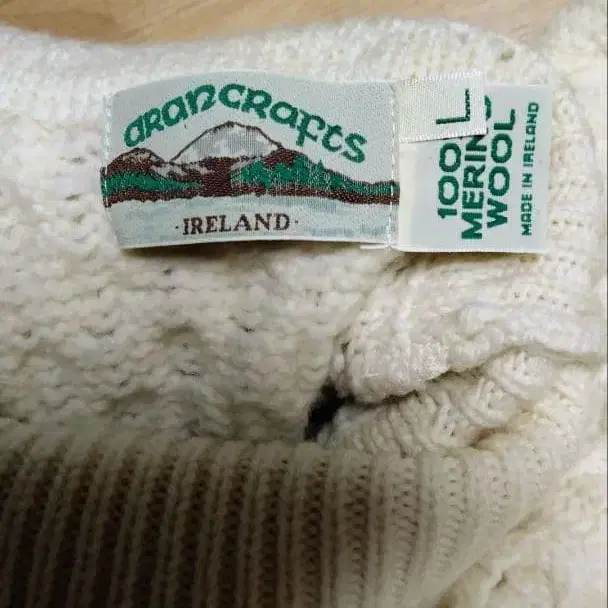 aranCRafts
·IRELAND·
L
100
MERINO
WOOL
MADE IN IRELAND